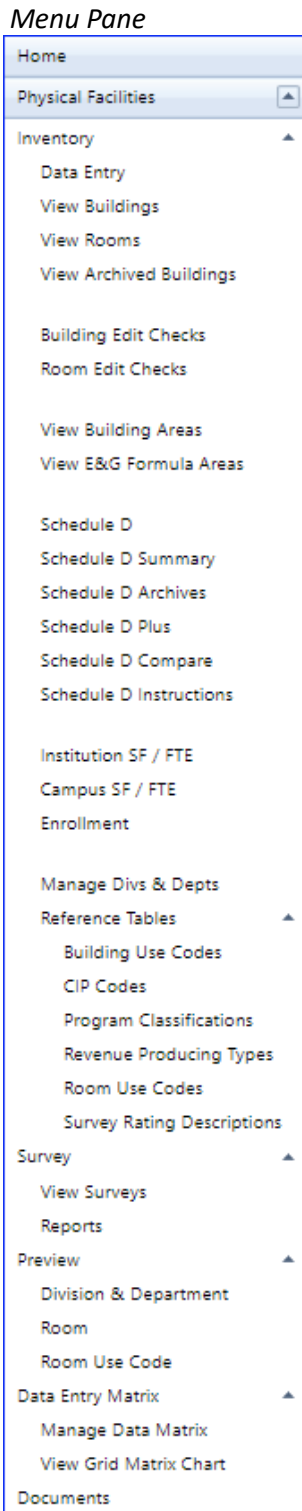 Menu Pane
Home
Physical Facilities
Inventory
Data Entry
View Buildings
View Rooms
View Archived Buildings
Building Edit Checks
Room Edit Checks
View Building Areas
View E&G Formula Areas
Schedule D
Schedule D Summary
Schedule D Archives
Schedule D Plus
Schedule D Compare
Schedule D Instructions
Institution SF / FTE
Campus SF / FTE
Enrollment
Manage Divs & Depts
Reference Tables
Building Use Codes
CIP Codes
Program Classifications
Revenue Producing Types
Room Use Codes
Survey Rating Descriptions
Survey
View Surveys
Reports
Preview
Division & Department
Room
Room Use Code
Data Entry Matrix
Manage Data Matrix
View Grid Matrix Chart
Documents